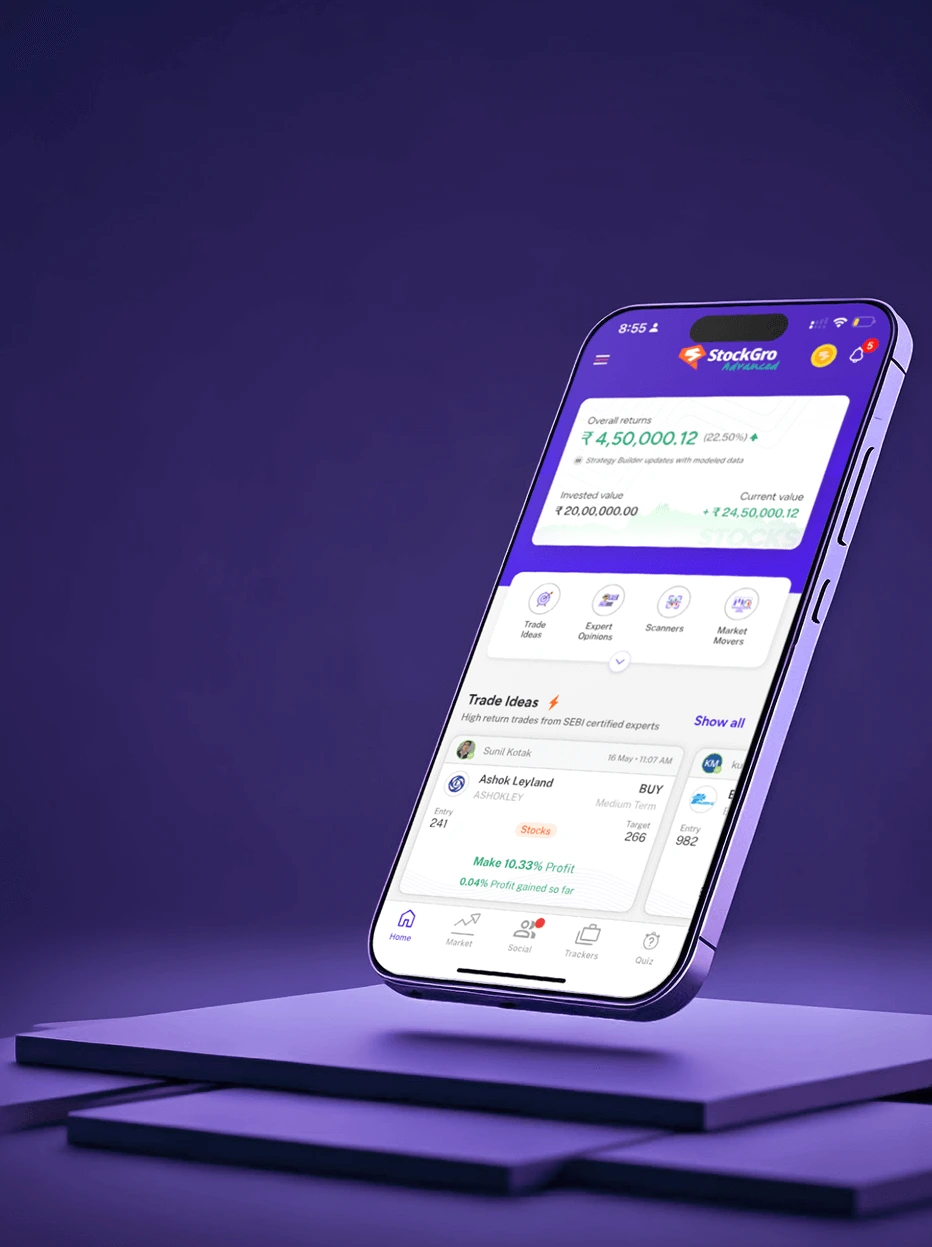 8:55
StockGro
Advanced
5
Overall returns
₹ 4,50,000.12 (22.50%)
Strategy Builder updates with modeled data
Invested value
Current value
₹ 20,00,000.00
+ ₹ 24,50,000.12
STOCKS
Trade
Ideas
Expert
Opinions
Scanners
Market
Movers
Trade Ideas
High return trades from SEBI certified experts
Show all
Sunil Kotak
16 May • 11:07 AM
Ashok Leyland
BUY
ASHOKLEY
Medium Term
Entry
241
Stocks
Target
266
Make 10.33% Profit
0.04% Profit gained so far
KM
ku
Entry
982
Home
Market
Social
Trackers
Quiz